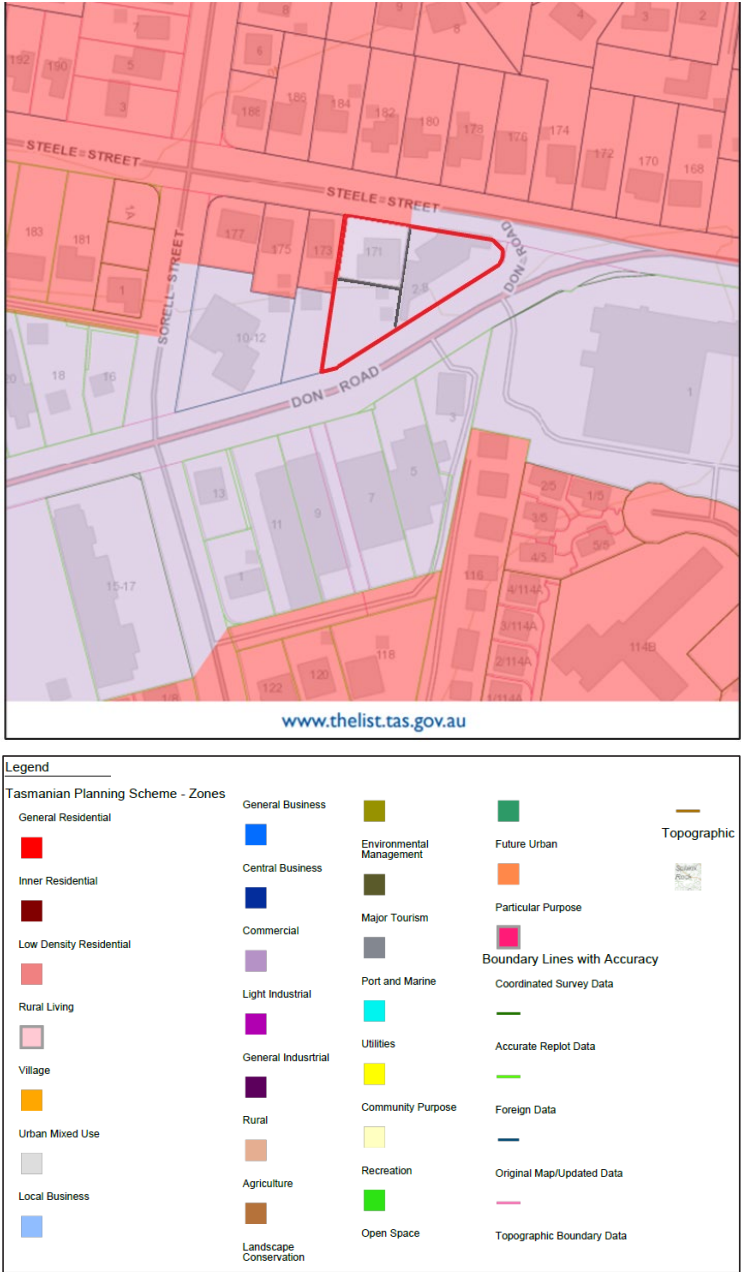 7
8
9
8
4
3
2
192
190
5
6
3
188
186
184
182
180
178
176
174
172
170
168
STEELE STREET
STEELE STREET
183
181
1A
1
177
175
173
171
2-8
DON ROAD
SORELL STREET
10-12
18
16
20
DON ROAD
1
3
5
7
9
11
13
1
15-17
116
2/5
1/5
3/5
4/5
5/5
4/114A
3/114A
2/114A
1/114A
114B
118
120
122
1/8
www.thelist.tas.gov.au
Legend
Tasmanian Planning Scheme - Zones
General Residential
Inner Residential
Low Density Residential
Rural Living
Village
Urban Mixed Use
Local Business
General Business
Central Business
Commercial
Light Industrial
General Indusrtrial
Rural
Agriculture
Landscape
Conservation
Environmental
Management
Major Tourism
Port and Marine
Utilities
Community Purpose
Recreation
Open Space
Future Urban
Particular Purpose
Boundary Lines with Accuracy
Coordinated Survey Data
Accurate Replot Data
Foreign Data
Original Map/Updated Data
Topographic Boundary Data
Topographic